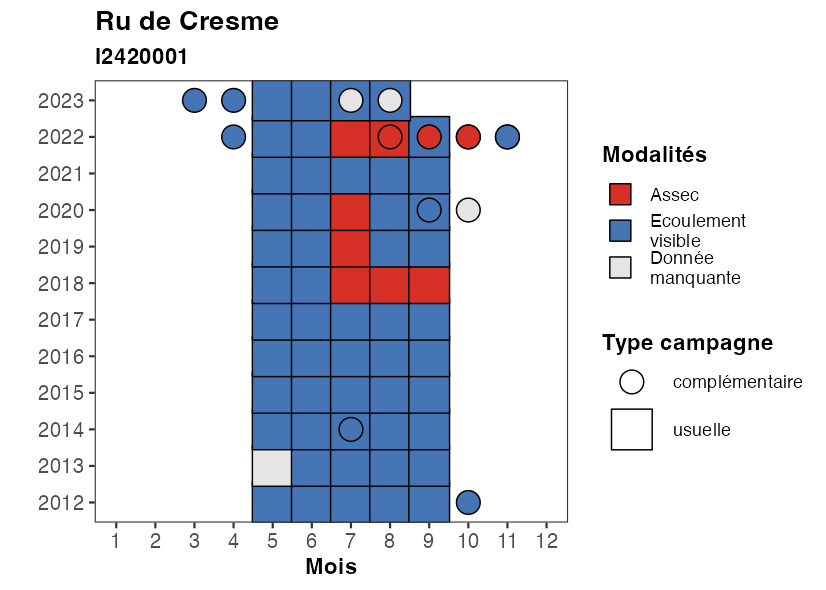 Ru de Cresme
I2420001
2023
2022
2021
2020
2019
2018
2017
2016
2015
2014
2013
2012
1 2 3 4 5 6 7 8 9 10 11 12
Mois
Modalités
Assec
Ecoulement
visible
Donnée
manquante
Type campagne
complémentaire
usuelle